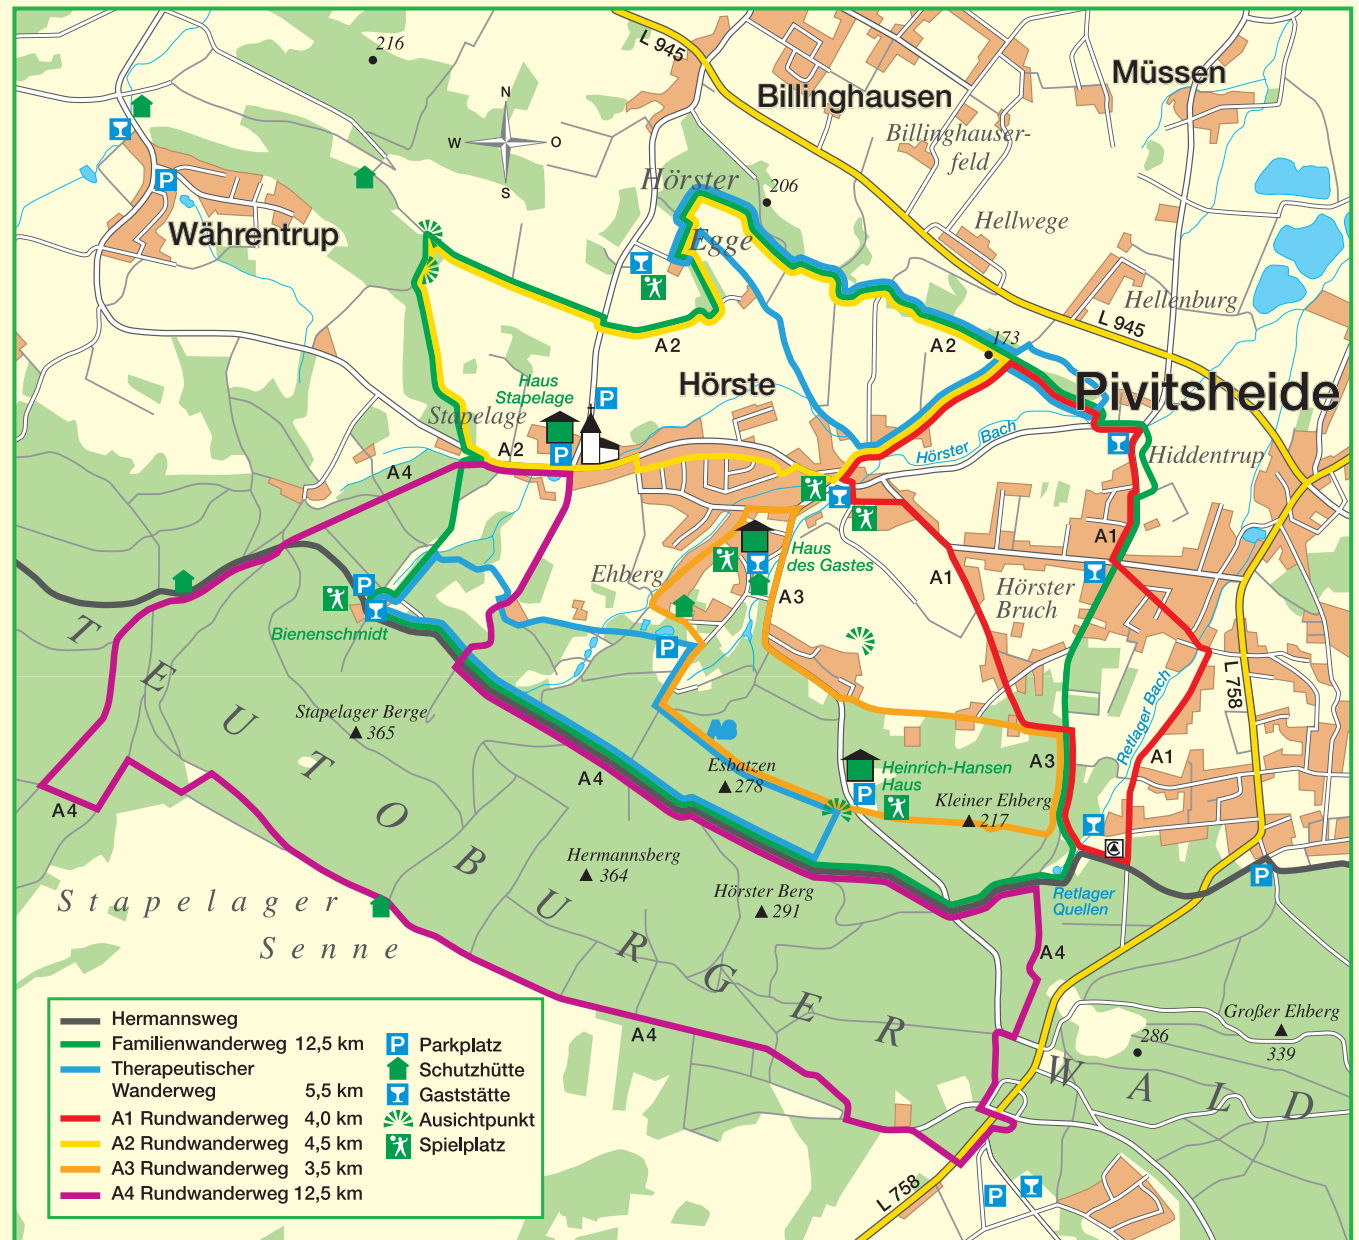 216
L 945
Billinghausen
Müssen
N
W
O
S
Billinghauser-
feld
Hörster
Egge
206
Hellwege
Währentrup
Hellenburg
L 945
A2
A2
173
Hörste
Pivitsheide
Haus
Stapelage
Stapelage
A2
A4
Hörster Bach
Hiddentrup
A1
Haus
des Gastes
Ehberg
A3
A1
Hörster
Bruch
Bienenschmidt
L 758
Retlager Bach
Stapelager Berge
365
A3
A1
Esbatzen
278
Heinrich-Hansen
Haus
Kleiner Ehberg
217
A4
A4
Hermannsberg
364
Hörster Berg
291
Retlager
Quellen
Stapelager
Senne
TEUTOBURGER
WALD
A4
A4
Großer Ehberg
339
286
L 758
P
P
P
P
P
P
P
P
P
Hermannsweg
Familienwanderweg 12,5 km
Therapeutischer
Wanderweg 5,5 km
A1 Rundwanderweg 4,0 km
A2 Rundwanderweg 4,5 km
A3 Rundwanderweg 3,5 km
A4 Rundwanderweg 12,5 km
P Parkplatz
Schutzhütte
Gaststätte
Ausichtpunkt
Spielplatz